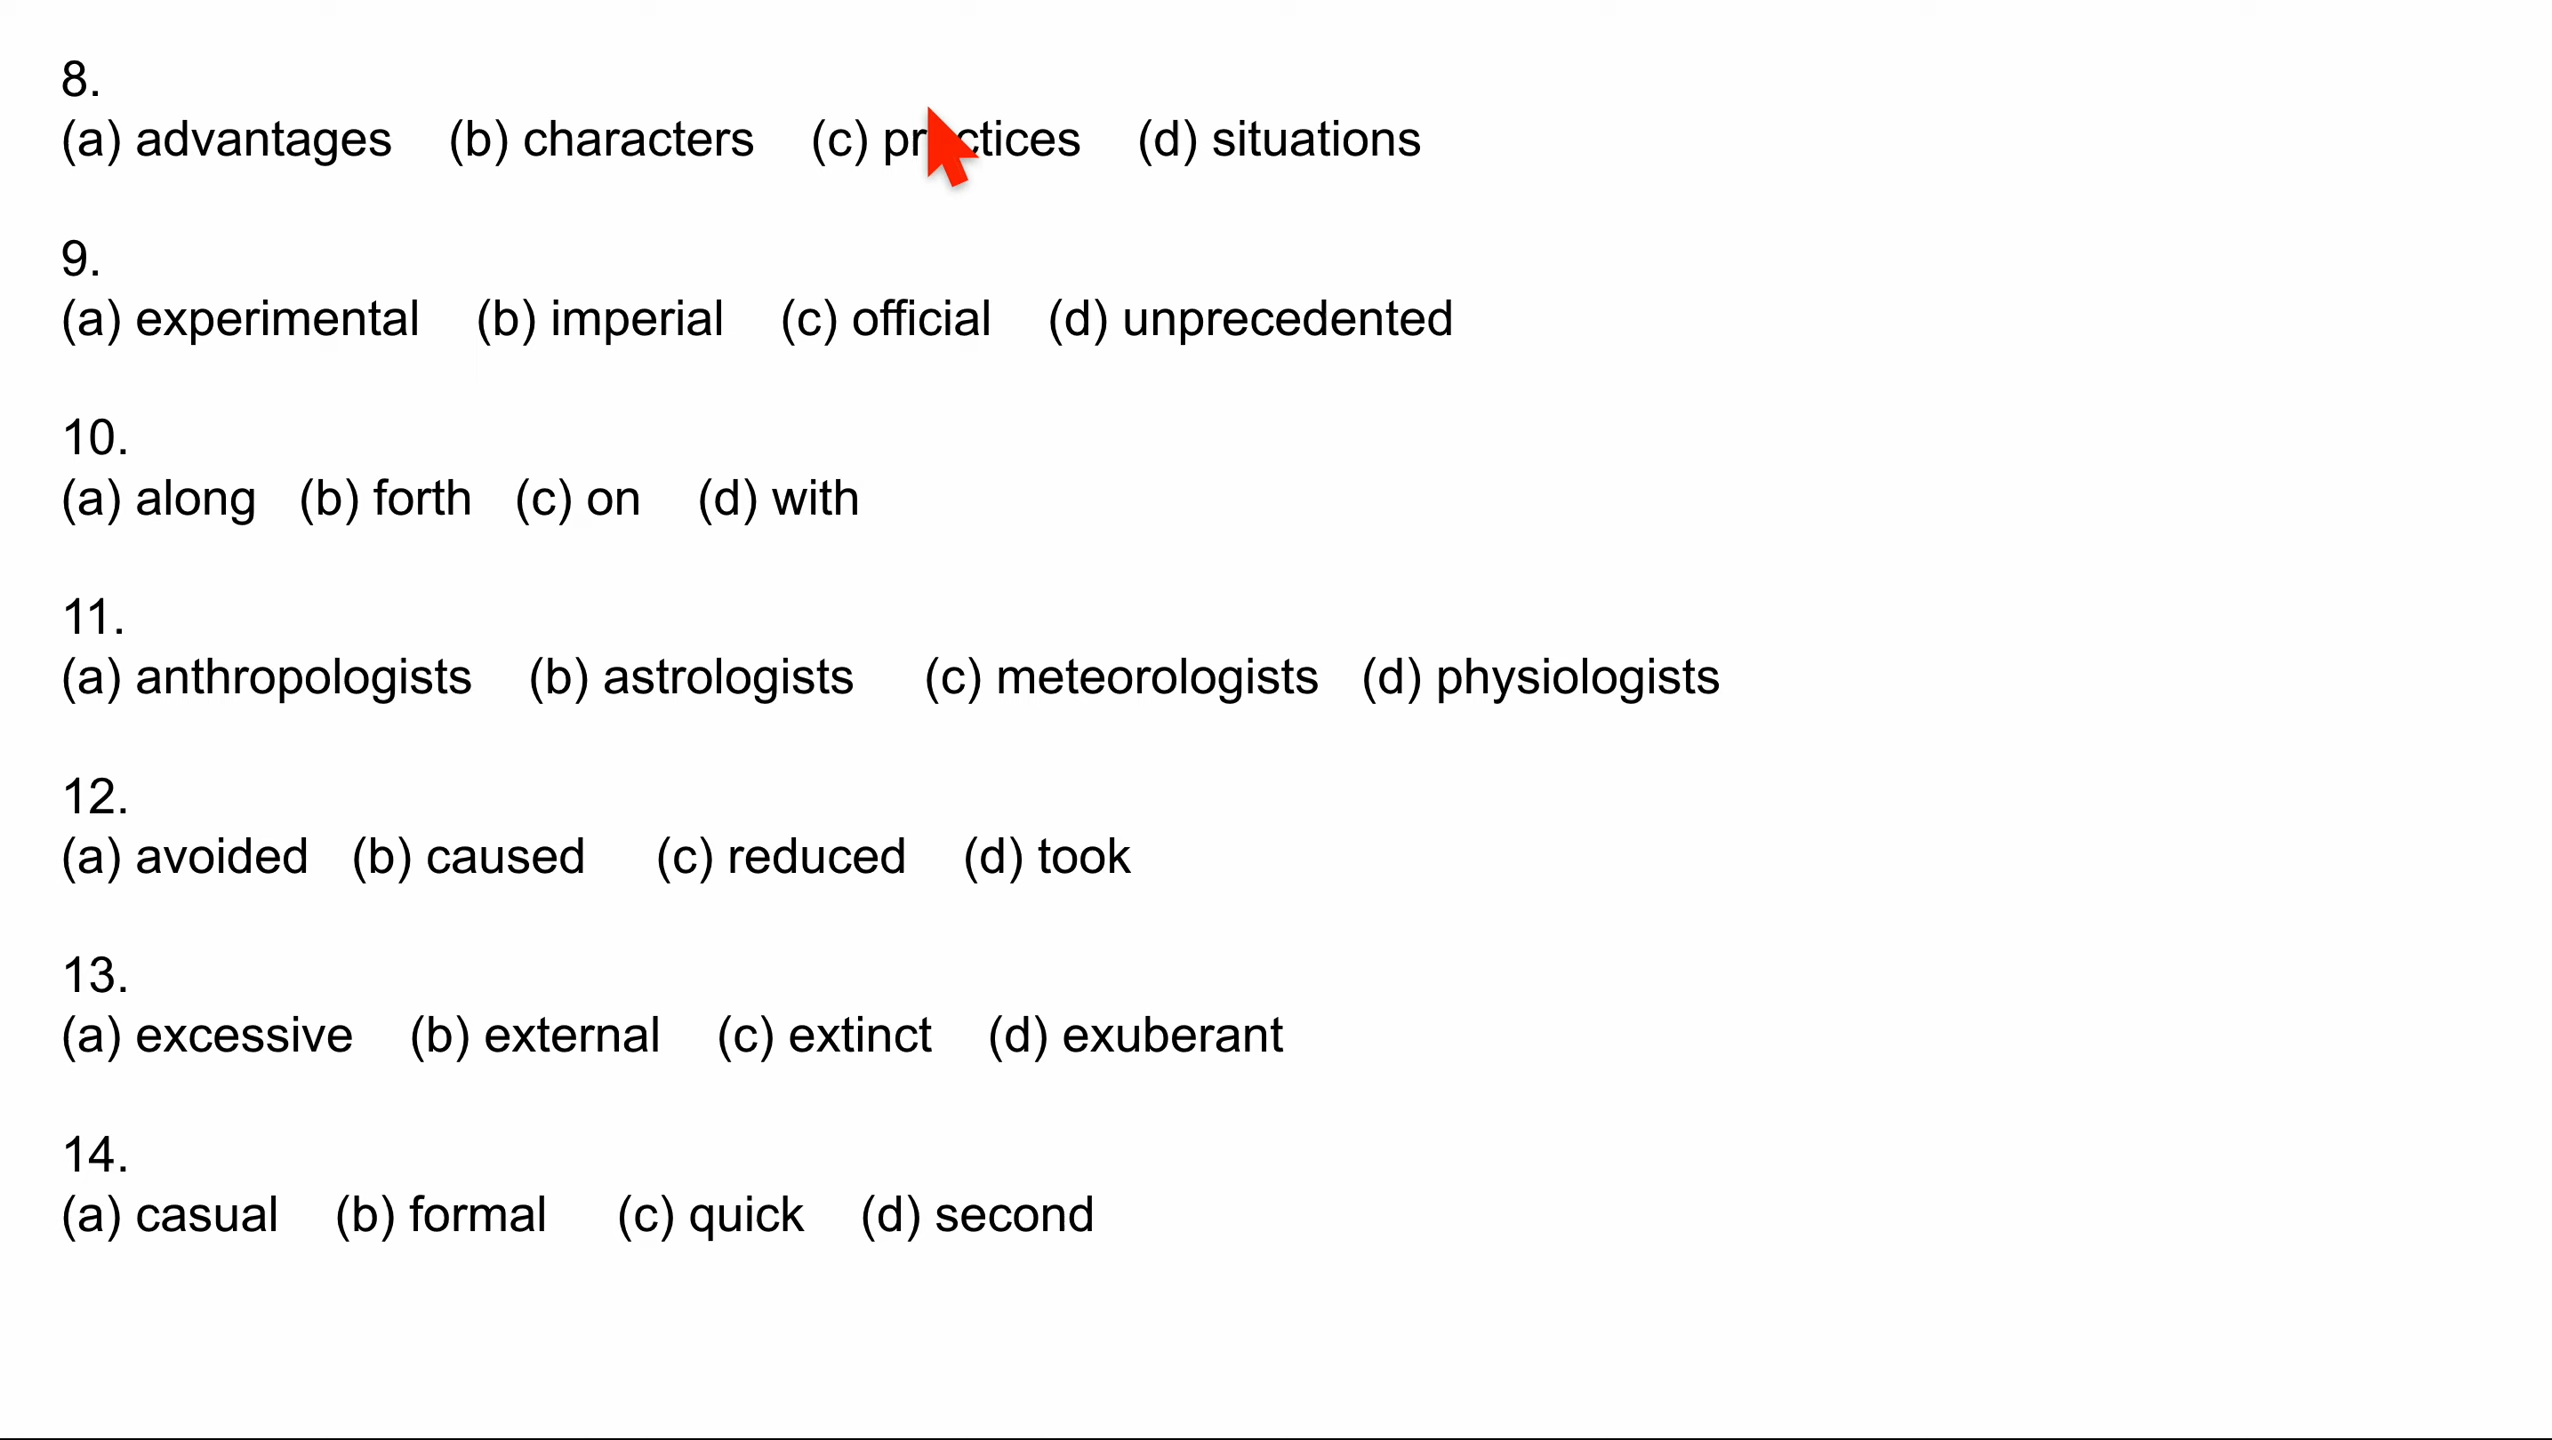 8.
(a) advantages (b) characters (c) practices (d) situations
9.
(a) experimental (b) imperial (c) official (d) unprecedented
10.
(a) along (b) forth (c) on (d) with
11.
(a) anthropologists (b) astrologists (c) meteorologists (d) physiologists
12.
(a) avoided (b) caused (c) reduced (d) took
13.
(a) excessive (b) external (c) extinct (d) exuberant
14.
(a) casual (b) formal (c) quick (d) second